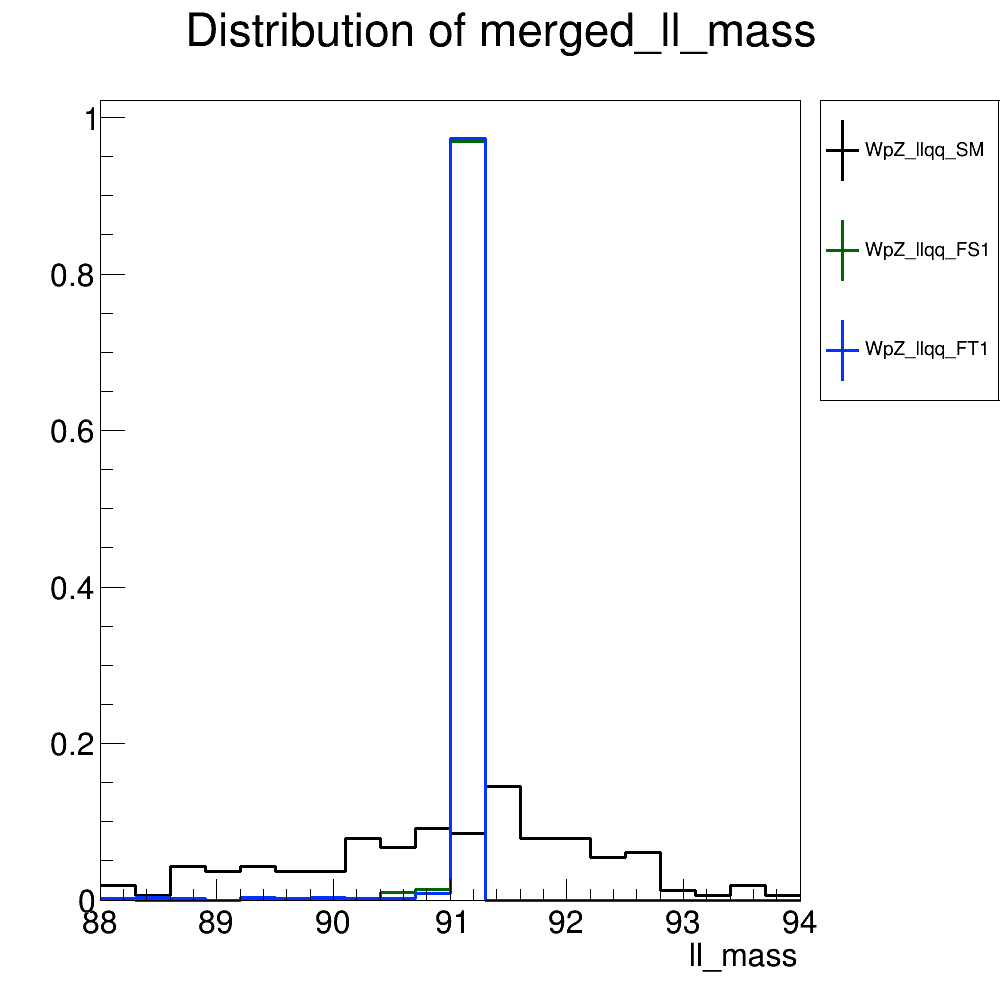 Distribution of merged_ll_mass
1
0.8
0.6
0.4
0.2
0
88 89 90 91 92 93 94
ll_mass
WpZ_llqq_SM
WpZ_llqq_FS1
WpZ_llqq_FT1